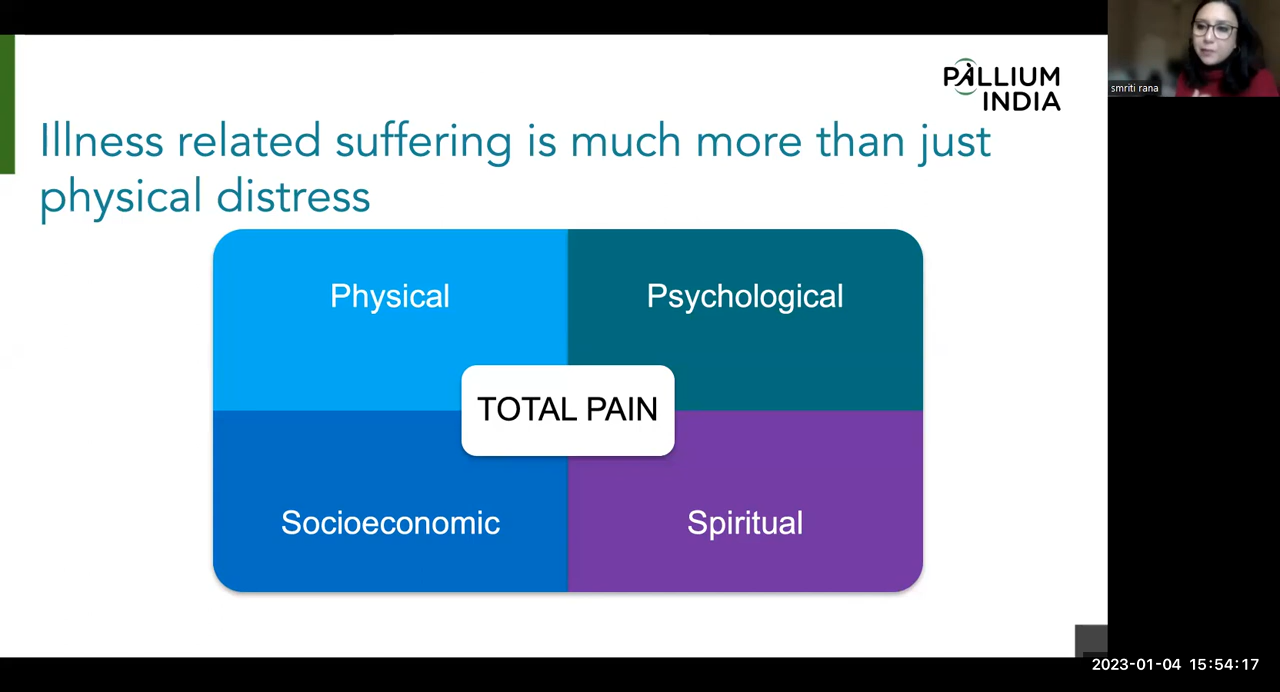 PALLIUM
INDIA
smriti rana
Illness related suffering is much more than just
physical distress
Physical
Psychological
TOTAL PAIN
Socioeconomic
Spiritual
2023-01-04 15:54:17